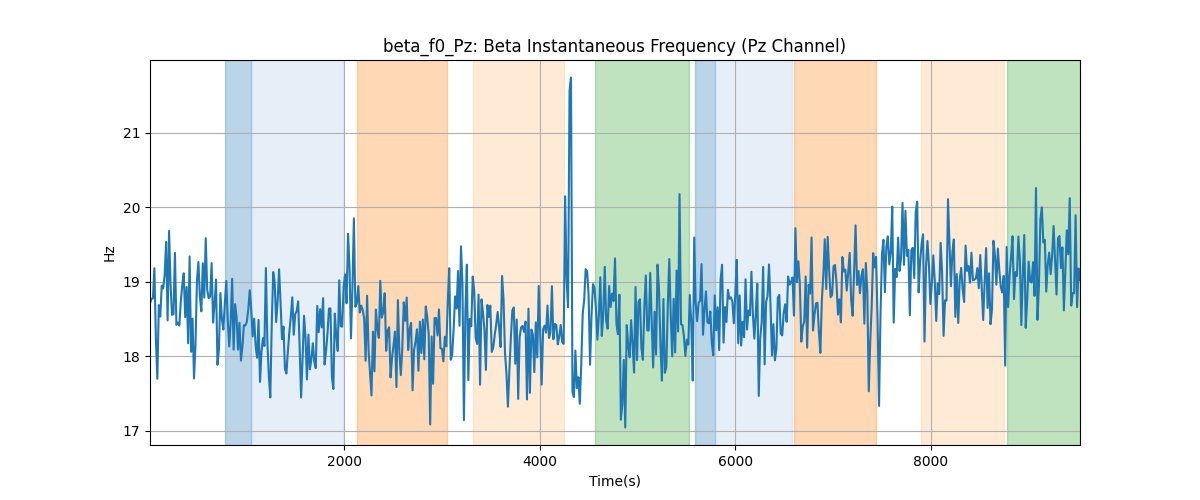 beta_f0_Pz: Beta Instantaneous Frequency (Pz Channel)
21
20
19
18
17
Hz
2000 4000 6000 8000
Time(s)